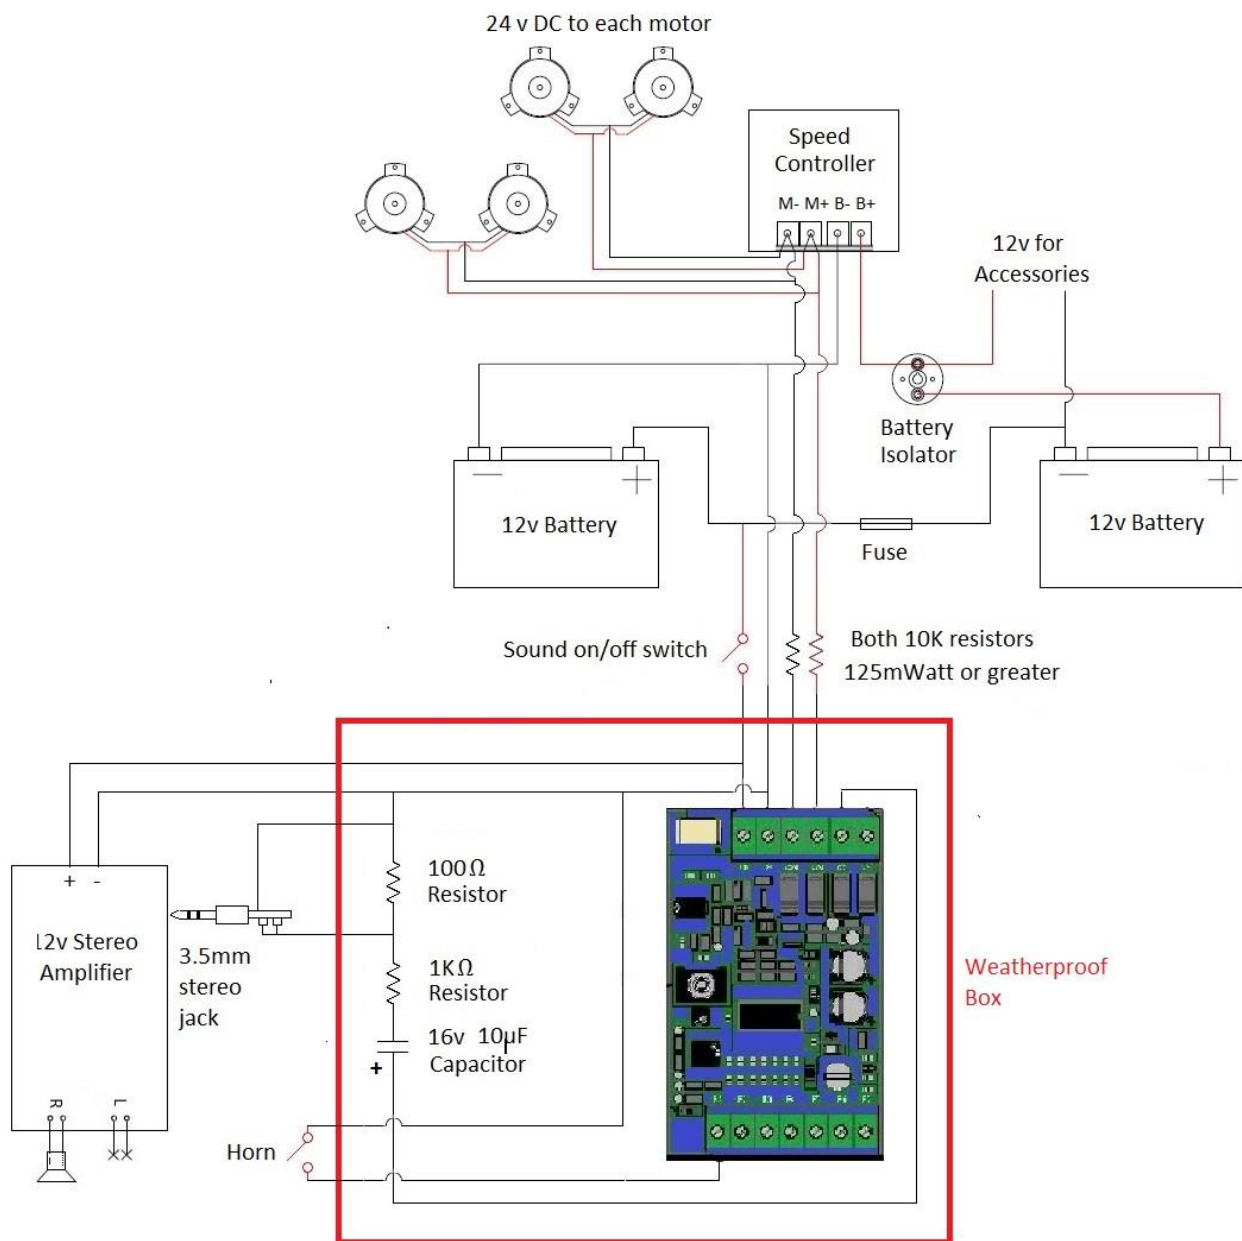 24 v DC to each motor
Speed
Controller
M- M+ B- B+
12v for
Accessories
Battery
Isolator
12v Battery
12v Battery
Fuse
Sound on/off switch
Both 10K resistors
125mWatt or greater
+ -
12v Stereo
Amplifier
3.5mm
stereo
jack
100Ω
Resistor
1KΩ
Resistor
16v 10µF
Capacitor
+
R L
Horn
Weatherproof
Box